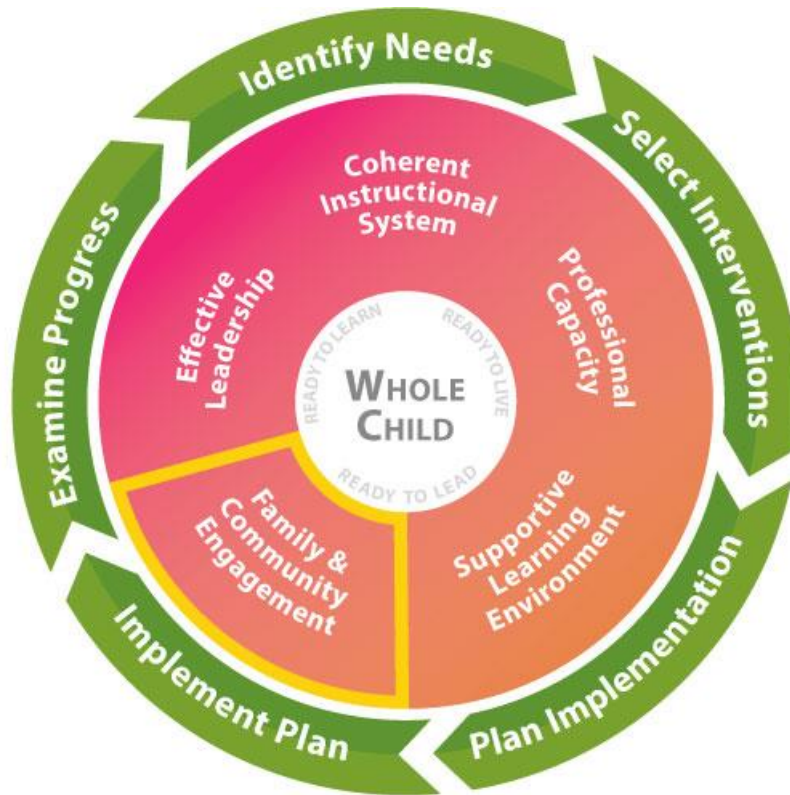 Identify Needs
Select Interventions
Plan Implementation
Implement Plan
Examine Progress
Coherent
Instructional
System
Professional
Capacity
Supportive
Learning
Environment
Family &
Community
Engagement
Effective
Leadership
READY TO LEARN
READY TO LIVE
WHOLE
CHILD
READY TO LEAD